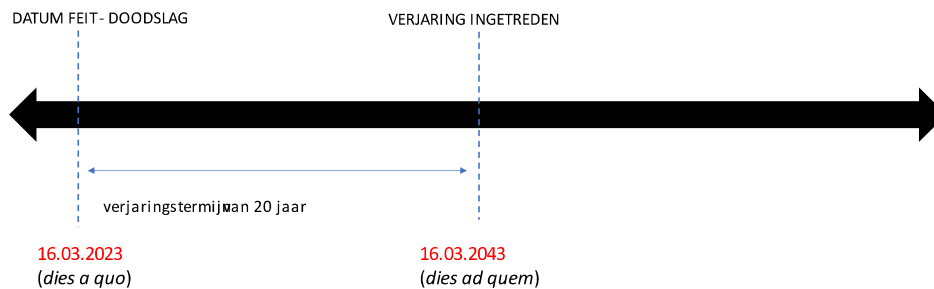 DATUM FEIT - DOODSLAG
VERJARING INGETREDEN
verjaringstermijn van 20 jaar
16.03.2023
(dies a quo)
16.03.2043
(dies ad quem)